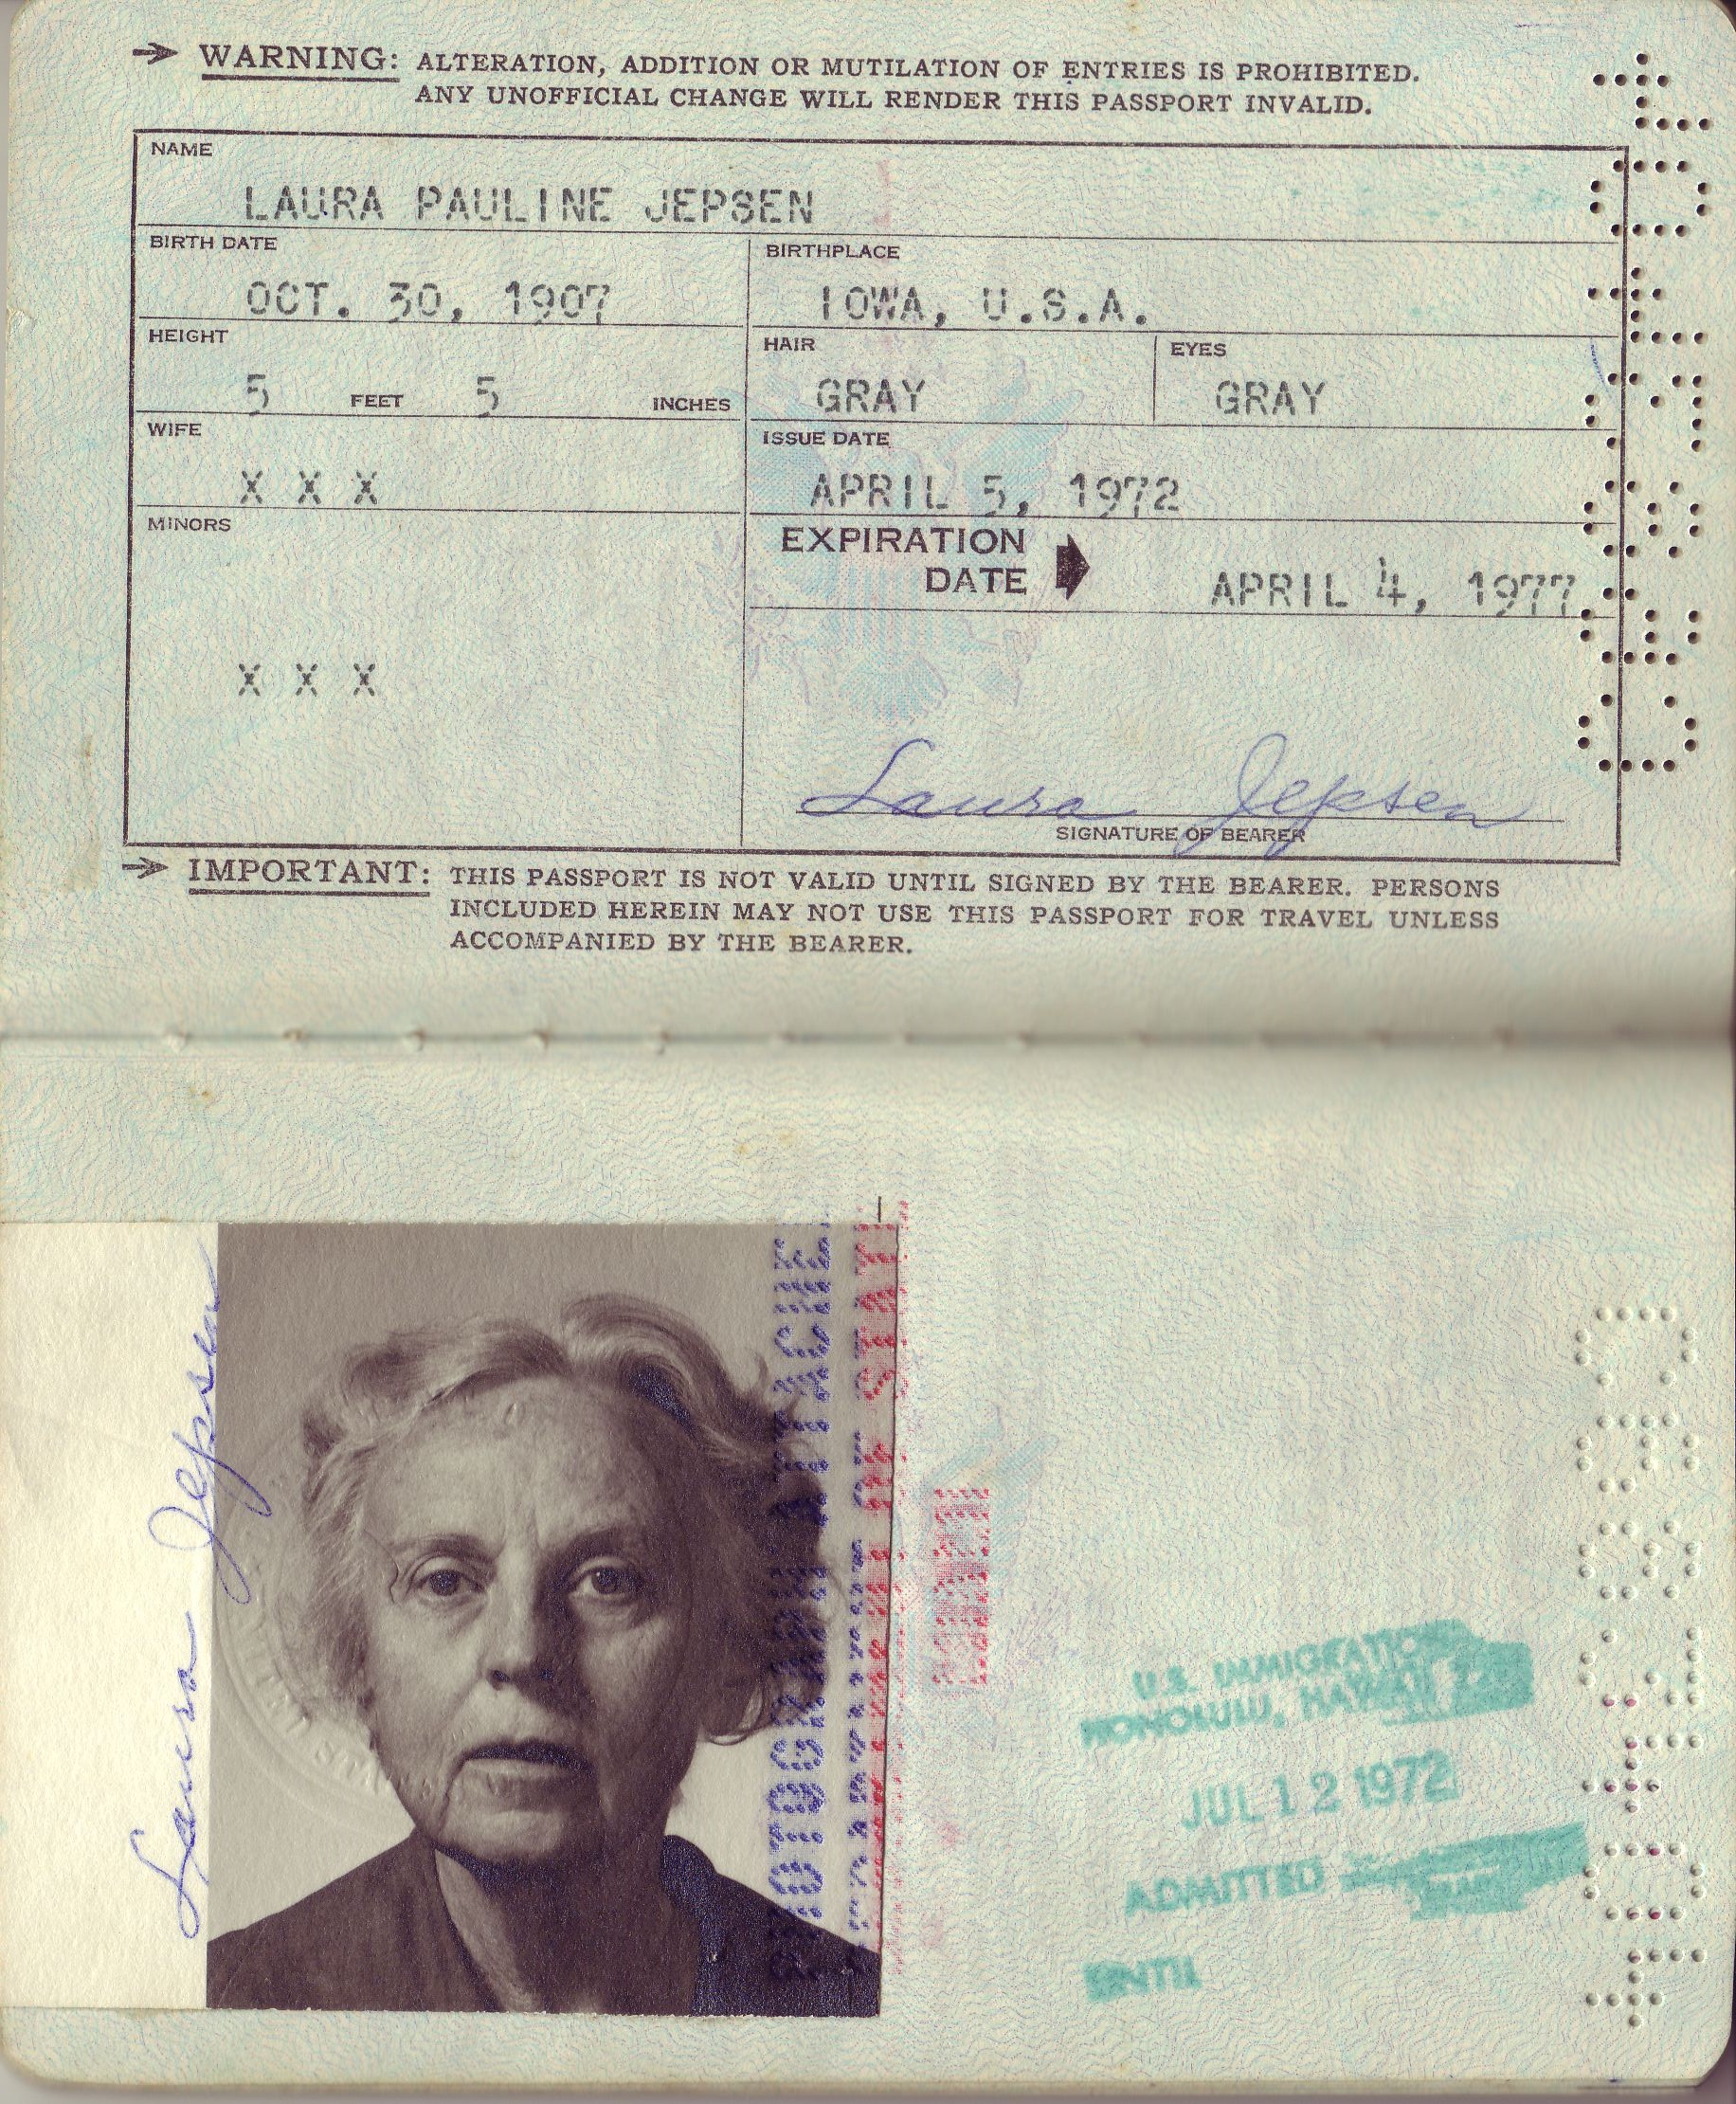 WARNING: ALTERATION, ADDITION OR MUTILATION OF ENTRIES IS PROHIBITED.
ANY UNOFFICIAL CHANGE WILL RENDER THIS PASSPORT INVALID.
NAME
LAURA PAULINE JEPSEN
BIRTH DATE
OCT. 30, 1907
BIRTHPLACE
IOWA, U.S.A.
HEIGHT
5 FEET 5 INCHES
HAIR
GRAY
EYES
GRAY
WIFE
X X X
ISSUE DATE
APRIL 5, 1972
MINORS
X X X
EXPIRATION
DATE
APRIL 4, 1977
Laura Jepsen
SIGNATURE OF BEARER
IMPORTANT: THIS PASSPORT IS NOT VALID UNTIL SIGNED BY THE BEARER. PERSONS
INCLUDED HEREIN MAY NOT USE THIS PASSPORT FOR TRAVEL UNLESS
ACCOMPANIED BY THE BEARER.
Laura Jepsen
PHOTOGRAPH ATTACHE
STATE
U.S. IMMIGRATION
HONOLULU, HAWAII
JUL 12 1972
ADMITTED
UNTIL